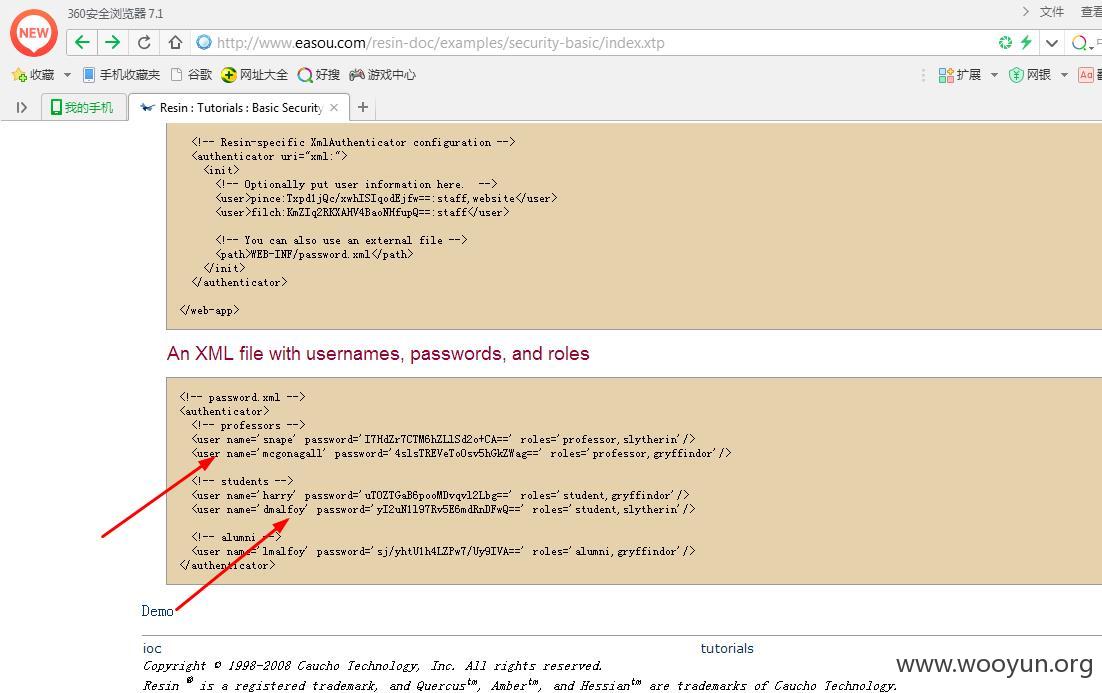 360安全浏览器 7.1
文件 查看
NEW
http://www.easou.com/resin-doc/examples/security-basic/index.xtp
收藏 手机收藏夹 谷歌 网址大全 好搜 游戏中心 扩展 网银 Aa
我的手机 Resin : Tutorials : Basic Security
<!-- Resin-specific XmlAuthenticator configuration -->
<authenticator uri="xml:">
<init>
<!-- Optionally put user information here.  -->
<user>pince:Txpd1jQc/xwhISIqodEjfw==:staff,website</user>
<user>filch:KmZIq2RKXAHV4BaoNHfupQ==:staff</user>
<!-- You can also use an external file -->
<path>WEB-INF/password.xml</path>
</init>
</authenticator>
</web-app>
An XML file with usernames, passwords, and roles
<!-- password.xml -->
<authenticator>
<!-- professors -->
<user name='snape' password='I7HdZr7CTM6hZLlSd2o+CA==' roles='professor,slytherin'/>
<user name='mcgonagall' password='4slsTREVeTo0sv5hGkZWag==' roles='professor,gryffindor'/>
<!-- students -->
<user name='harry' password='uTOZTGaB6pooMDvqvl2Lbg==' roles='student,gryffindor'/>
<user name='dmalfoy' password='yI2uN1l97Rv5E6mdRnDFwQ==' roles='student,slytherin'/>
<!-- alumni -->
<user name='lmalfoy' password='sj/yhtU1h4LZPw7/Uy9IVA==' roles='alumni,gryffindor'/>
</authenticator>
Demo
ioc tutorials
Copyright © 1998-2008 Caucho Technology, Inc. All rights reserved.
Resin ® is a registered trademark, and Quercustm, Ambertm, and Hessiantm are trademarks of Caucho Technology.
www.wooyun.org